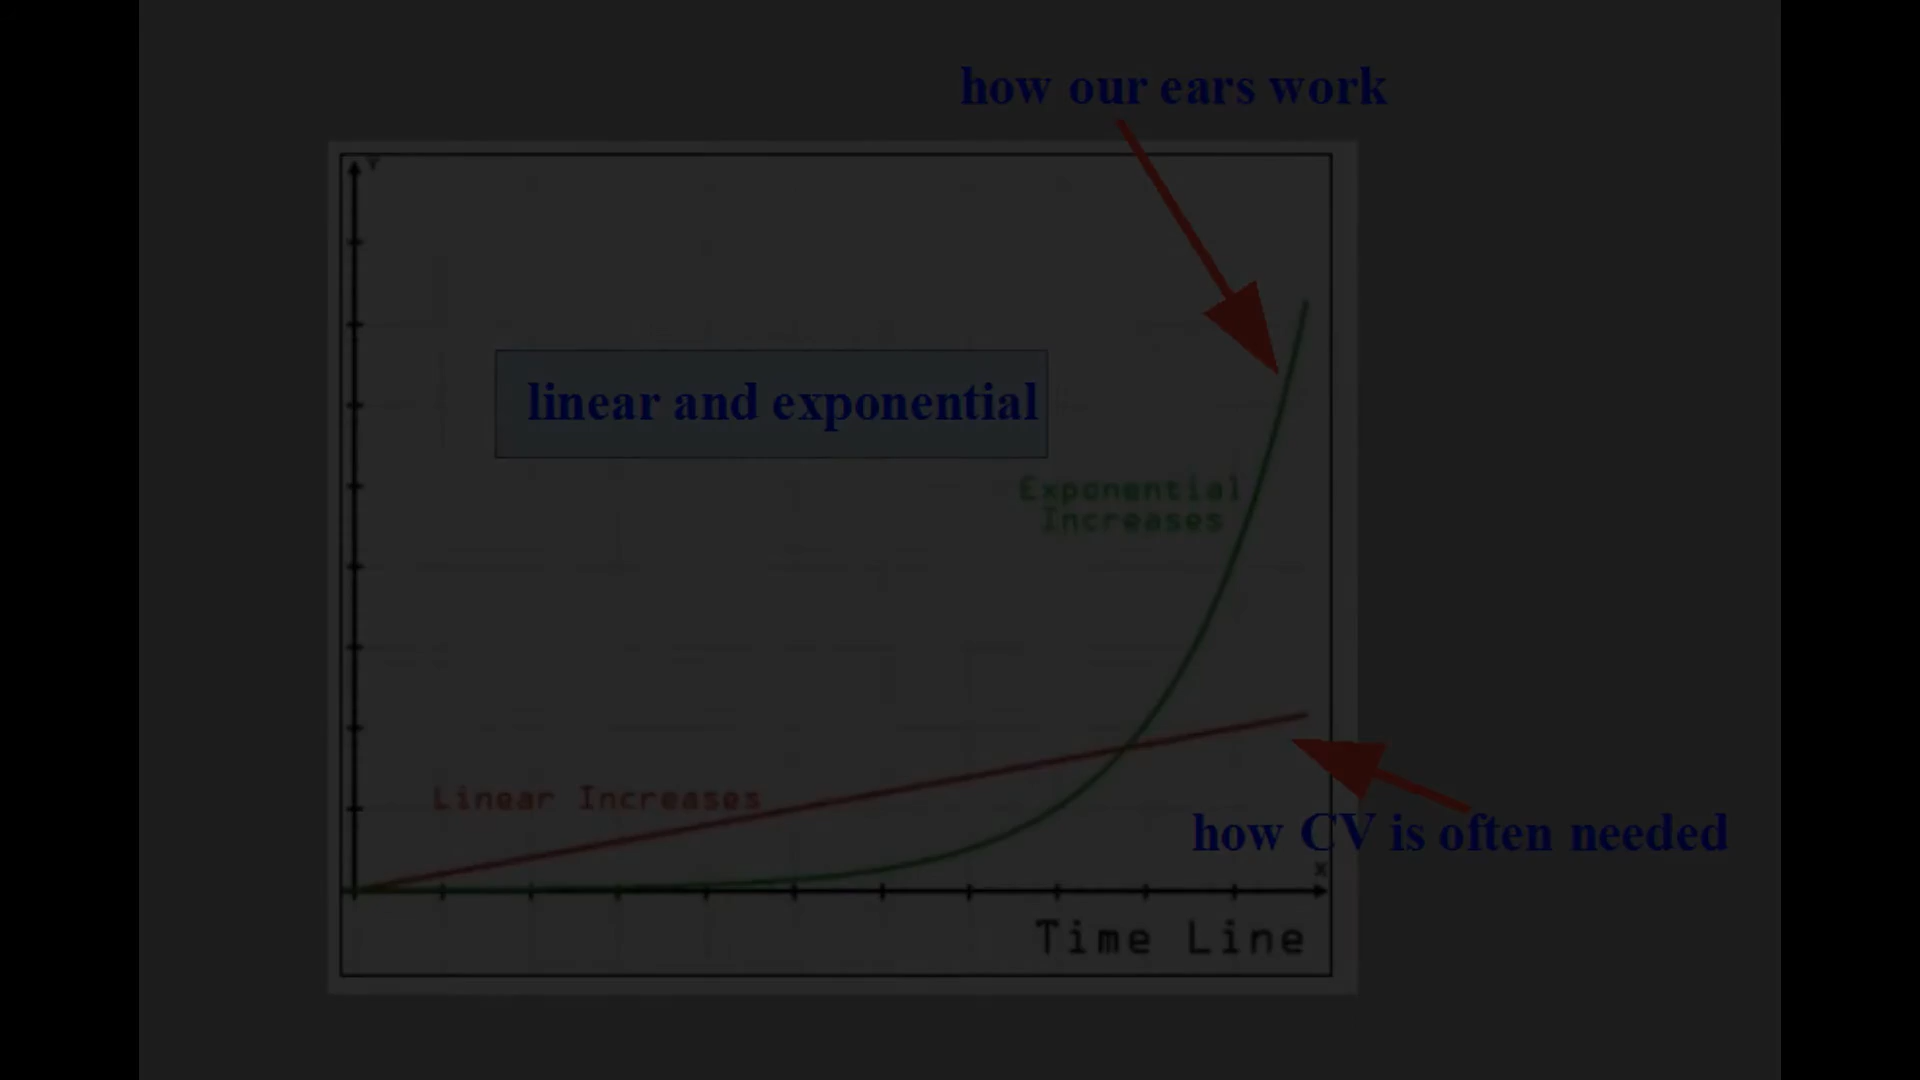 how our ears work
Y
linear and exponential
Exponential
Increases
Linear Increases
how CV is often needed
X
Time Line